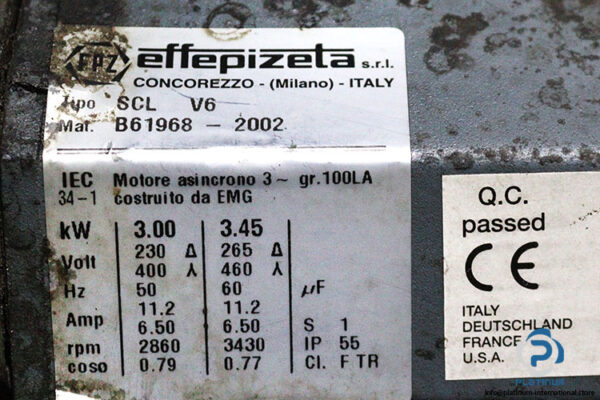 FPZ effepizeta s.r.l.
CONCOREZZO - (Milano) - ITALY
Tipo SCL V6
Mat. B61968 - 2002
IEC 34-1 Motore asincrono 3~ gr.100LA
costruito da EMG
kW 3.00 3.45
Volt 230 Δ 265 Δ
400 ⅄ 460 ⅄
Hz 50 60 µF
Amp 11.2 11.2
6.50 6.50 S 1
rpm 2860 3430 IP 55
cosφ 0.79 0.77 Cl. F TR
Q.C.
passed
CE
ITALY
DEUTSCHLAND
FRANCE
U.S.A.
PLATINUM
info@platinum-international.store